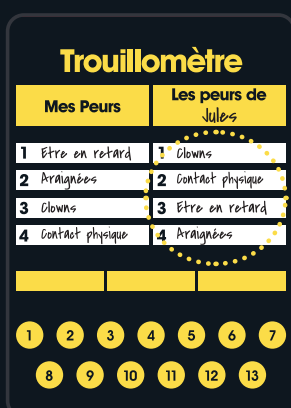 Trouillomètre
Mes Peurs
Les peurs de
Jules
1 Etre en retard
2 Araignées
3 Clowns
4 Contact physique
1 Clowns
2 Contact physique
3 Etre en retard
4 Araignées
1 2 3 4 5 6 7
8 9 10 11 12 13